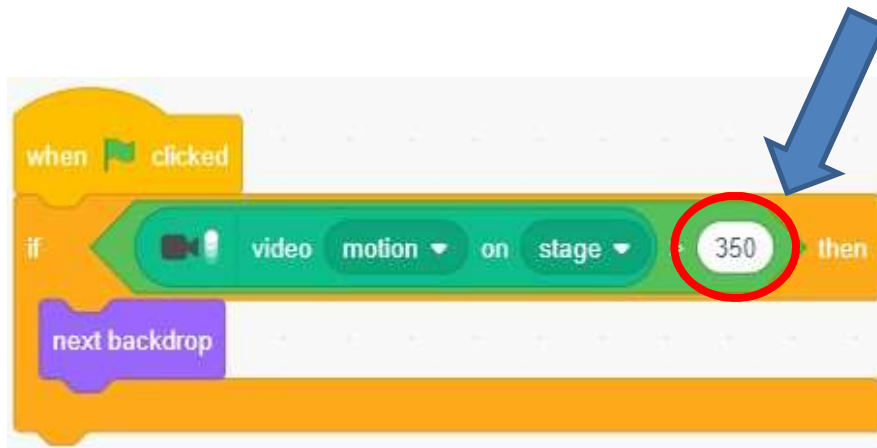 when clicked
if video motion on stage > 350 then
next backdrop